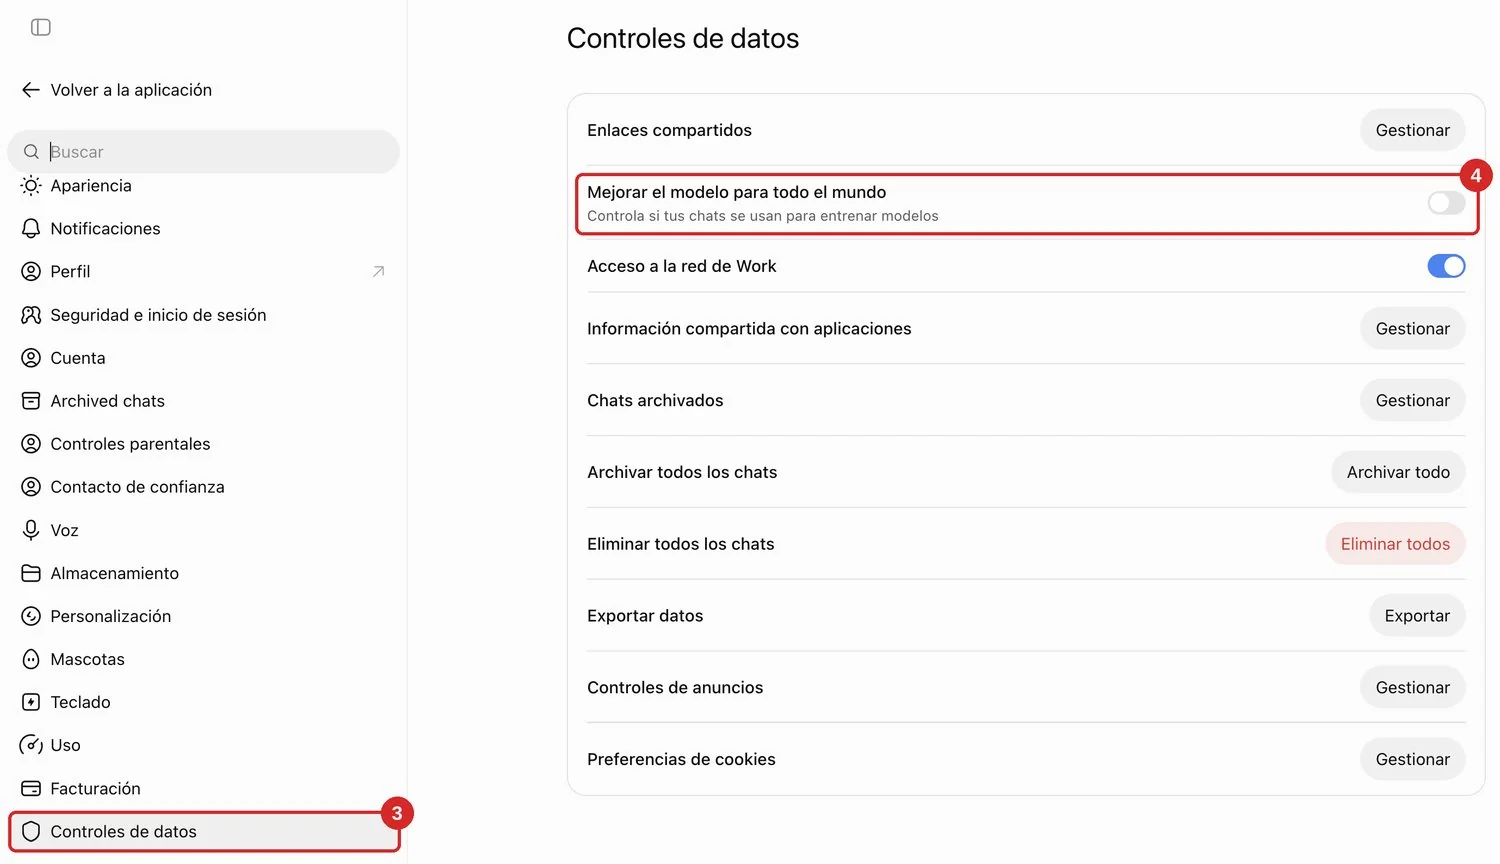 Volver a la aplicación
Buscar
Apariencia
Notificaciones
Perfil
Seguridad e inicio de sesión
Cuenta
Archived chats
Controles parentales
Contacto de confianza
Voz
Almacenamiento
Personalización
Mascotas
Teclado
Uso
Facturación
3
Controles de datos
Controles de datos
Enlaces compartidos
Gestionar
4
Mejorar el modelo para todo el mundo
Controla si tus chats se usan para entrenar modelos
Acceso a la red de Work
Información compartida con aplicaciones
Gestionar
Chats archivados
Gestionar
Archivar todos los chats
Archivar todo
Eliminar todos los chats
Eliminar todos
Exportar datos
Exportar
Controles de anuncios
Gestionar
Preferencias de cookies
Gestionar